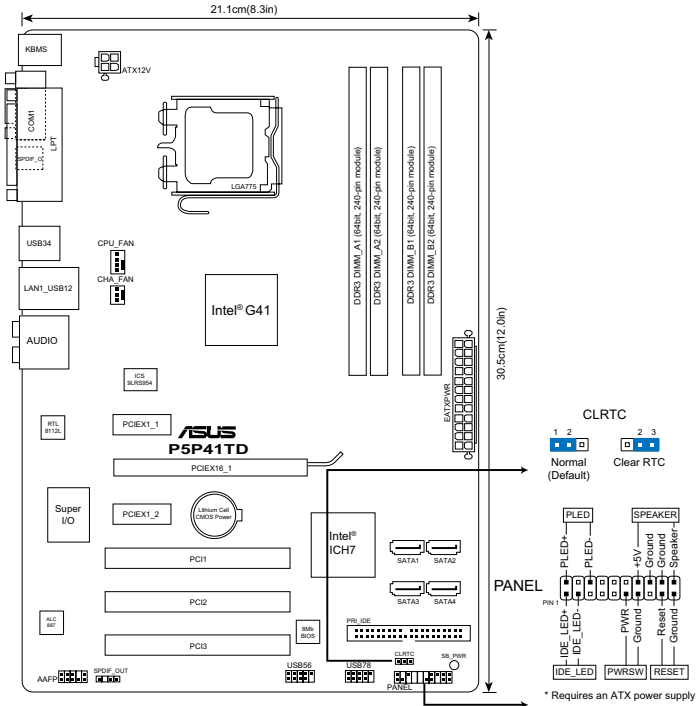 21.1cm(8.3in)
KBMS
ATX12V
COM1
LPT
SPDIF_O
LGA775
DDR3 DIMM_A1 (64bit, 240-pin module)
DDR3 DIMM_A2 (64bit, 240-pin module)
DDR3 DIMM_B1 (64bit, 240-pin module)
DDR3 DIMM_B2 (64bit, 240-pin module)
30.5cm(12.0in)
USB34
CPU_FAN
CHA_FAN
LAN1_USB12
Intel® G41
AUDIO
EATXPWR
ICS
9LRS954
RTL
8112L
PCIEX1_1
ASUS
P5P41TD
PCIEX16_1
Super
I/O
PCIEX1_2
Lithium Cell
CMOS Power
Intel®
ICH7
SATA1
SATA2
SATA3
SATA4
PCI1
PCI2
PCI3
ALC
887
8Mb
BIOS
PRI_IDE
CLRTC
SB_PWR
AAFP
SPDIF_OUT
USB56
USB78
PANEL
CLRTC
1 2
2 3
Normal
(Default)
Clear RTC
PANEL
PLED
SPEAKER
PLED+
PLED-
+5V
Ground
Ground
Speaker-
PIN 1
IDE_LED+
IDE_LED-
PWR
Ground
Reset
Ground
IDE_LED
PWRSW
RESET
* Requires an ATX power supply